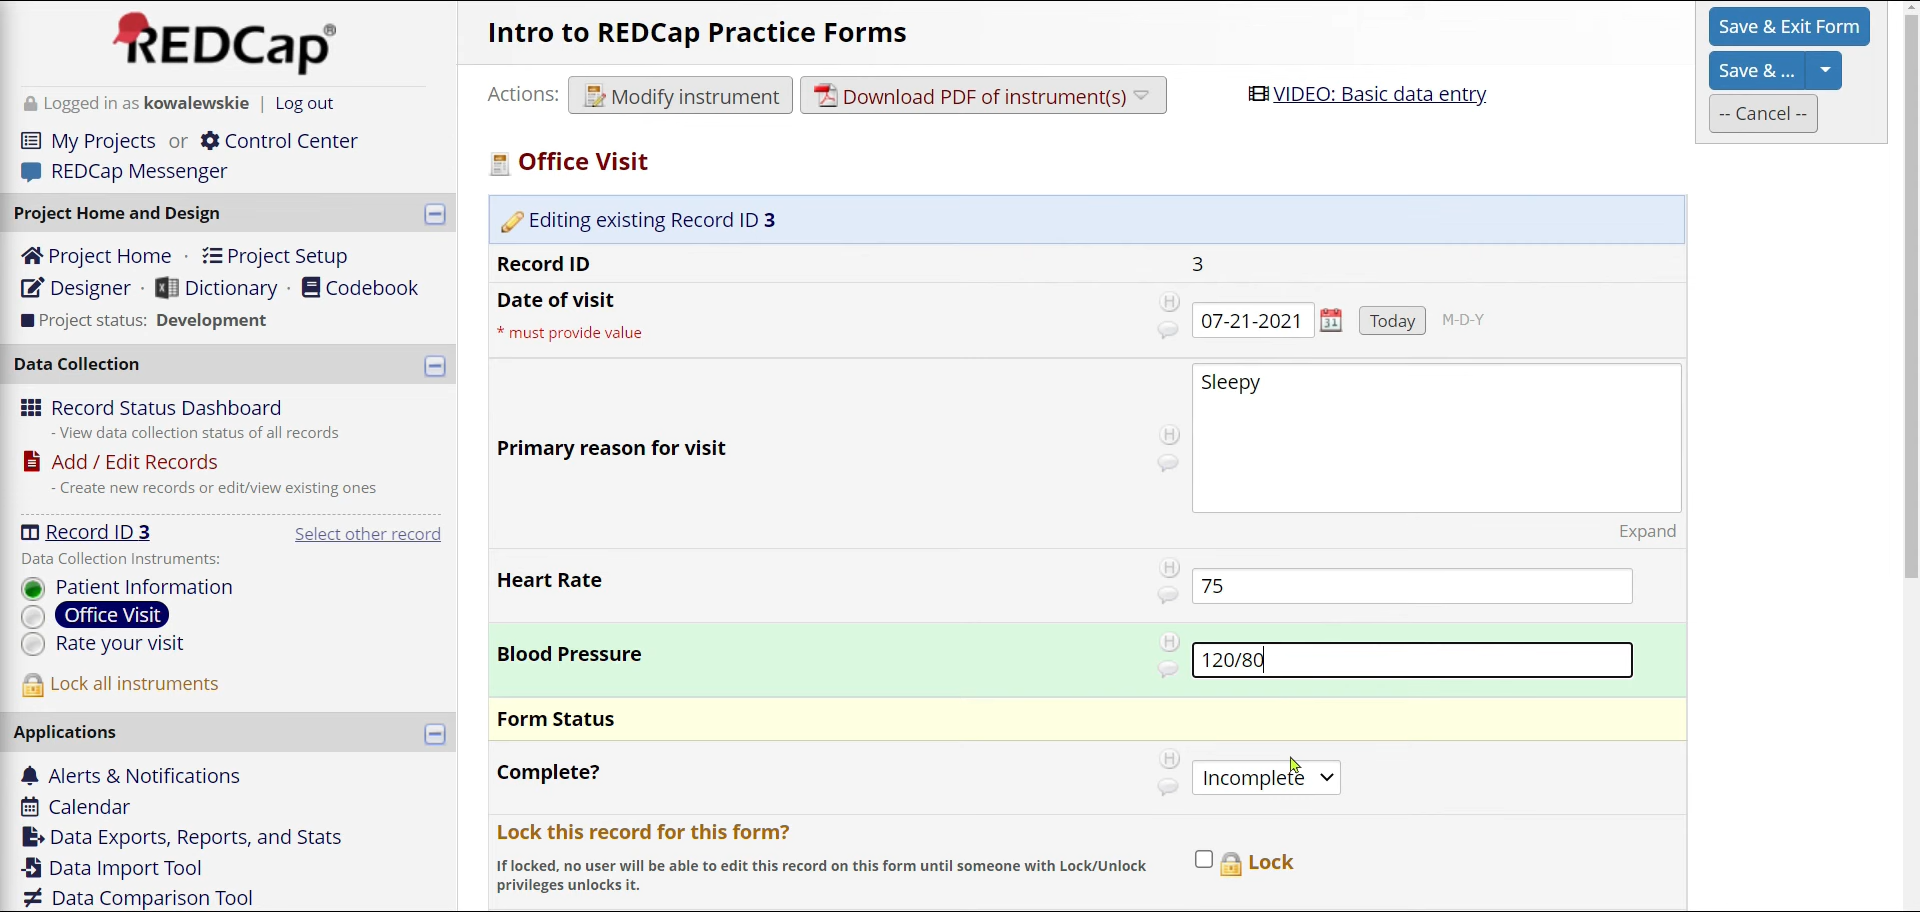 REDCap®
Logged in as kowalewskie | Log out
My Projects or Control Center
REDCap Messenger
Project Home and Design
Project Home · Project Setup
Designer · Dictionary · Codebook
Project status: Development
Data Collection
Record Status Dashboard
- View data collection status of all records
Add / Edit Records
- Create new records or edit/view existing ones
Record ID 3 Select other record
Data Collection Instruments:
Patient Information
Office Visit
Rate your visit
Lock all instruments
Applications
Alerts & Notifications
Calendar
Data Exports, Reports, and Stats
Data Import Tool
Data Comparison Tool
Intro to REDCap Practice Forms
Actions: Modify instrument Download PDF of instrument(s) VIDEO: Basic data entry
Office Visit
Editing existing Record ID 3
Record ID 3
Date of visit
* must provide value
H
07-21-2021 31 Today M-D-Y
Primary reason for visit
H
Sleepy
Expand
Heart Rate
H
75
Blood Pressure
H
120/80
Form Status
Complete?
H
Incomplete
Lock this record for this form?
If locked, no user will be able to edit this record on this form until someone with Lock/Unlock
privileges unlocks it.
Lock
Save & Exit Form
Save & ...
-- Cancel --